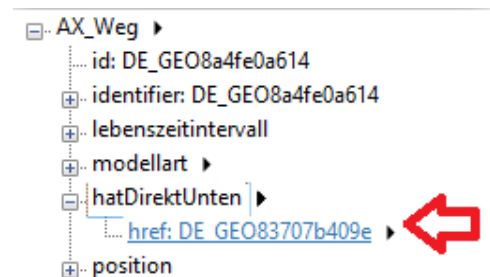 AX_Weg
id: DE_GEO8a4fe0a614
identifier: DE_GEO8a4fe0a614
lebenszeitintervall
modellart
hatDirektUnten
href: DE_GEO83707b409e
position